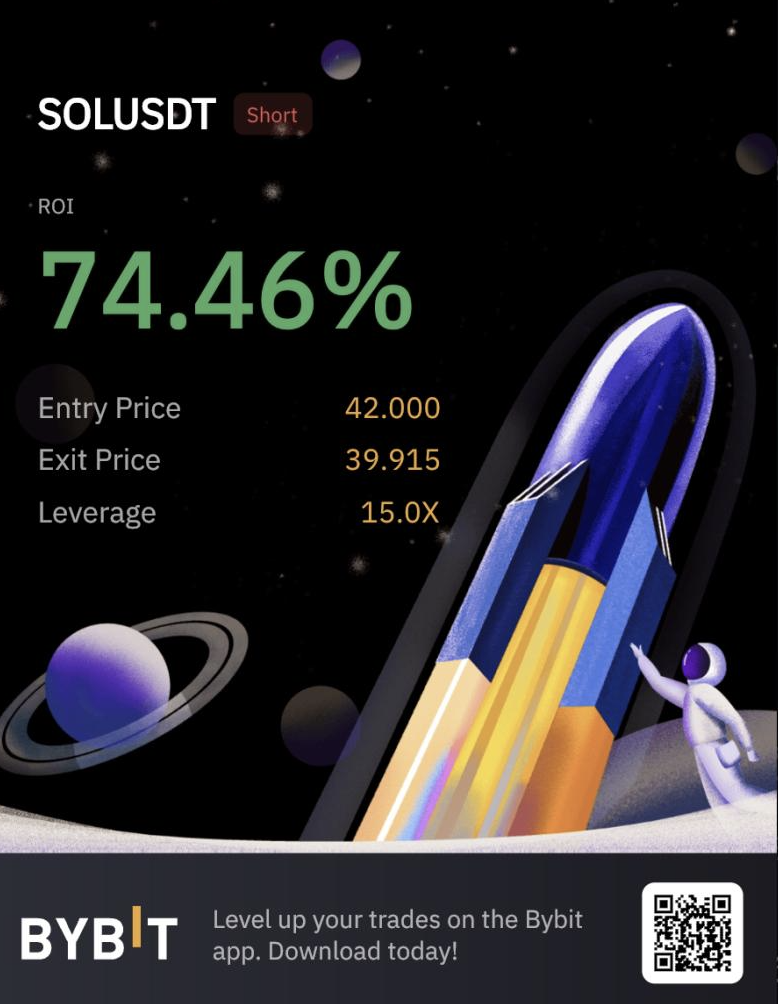 SOLUSDT Short
ROI
74.46%
Entry Price 42.000
Exit Price 39.915
Leverage 15.0X
BYBIT
Level up your trades on the Bybit
app. Download today!